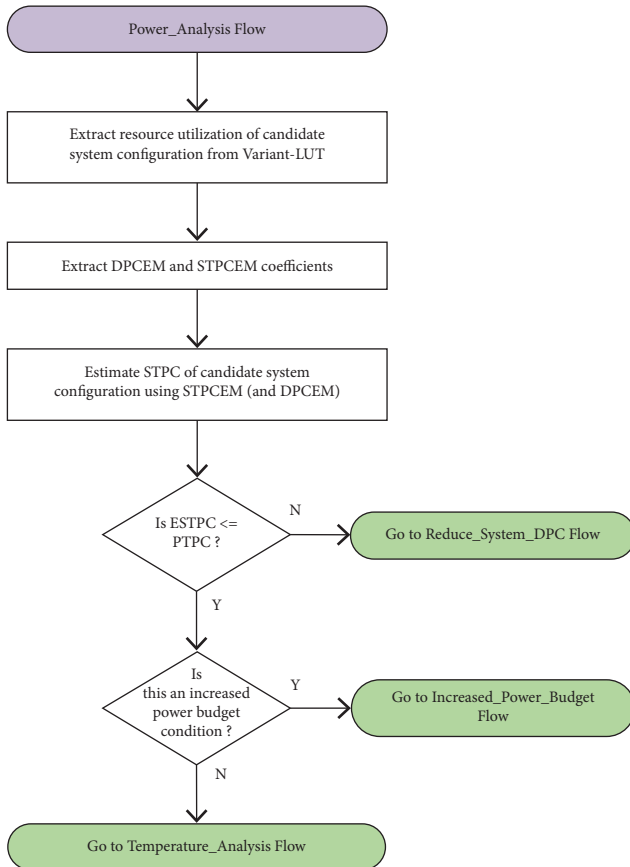 Power_Analysis Flow
Extract resource utilization of candidate
system configuration from Variant-LUT
Extract DPCEM and STPCEM coefficients
Estimate STPC of candidate system
configuration using STPCEM (and DPCEM)
Is ESTPC <=
PTPC ?
N
Go to Reduce_System_DPC Flow
Y
Is
this an increased
power budget
condition ?
Y
Go to Increased_Power_Budget
Flow
N
Go to Temperature_Analysis Flow